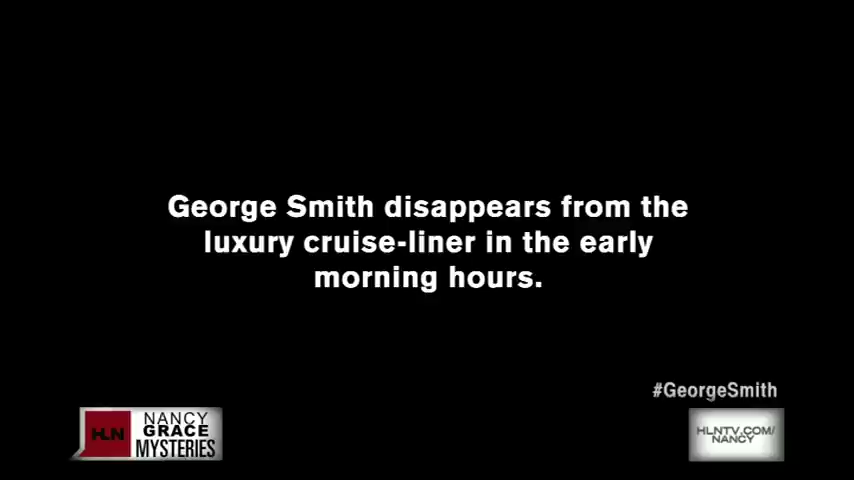 George Smith disappears from the
luxury cruise-liner in the early
morning hours.
#GeorgeSmith
HLN
NANCY
GRACE
MYSTERIES
HLNTV.COM/
NANCY